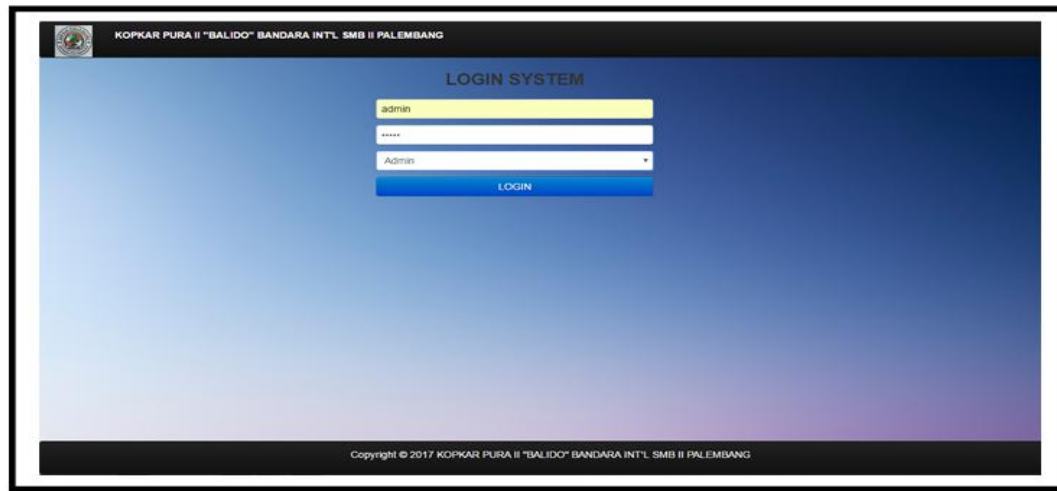 KOPKAR PURA II "BALIDO" BANDARA INT'L SMB II PALEMBANG
LOGIN SYSTEM
admin
•••••
Admin
LOGIN
Copyright © 2017 KOPKAR PURA II "BALIDO" BANDARA INT'L SMB II PALEMBANG